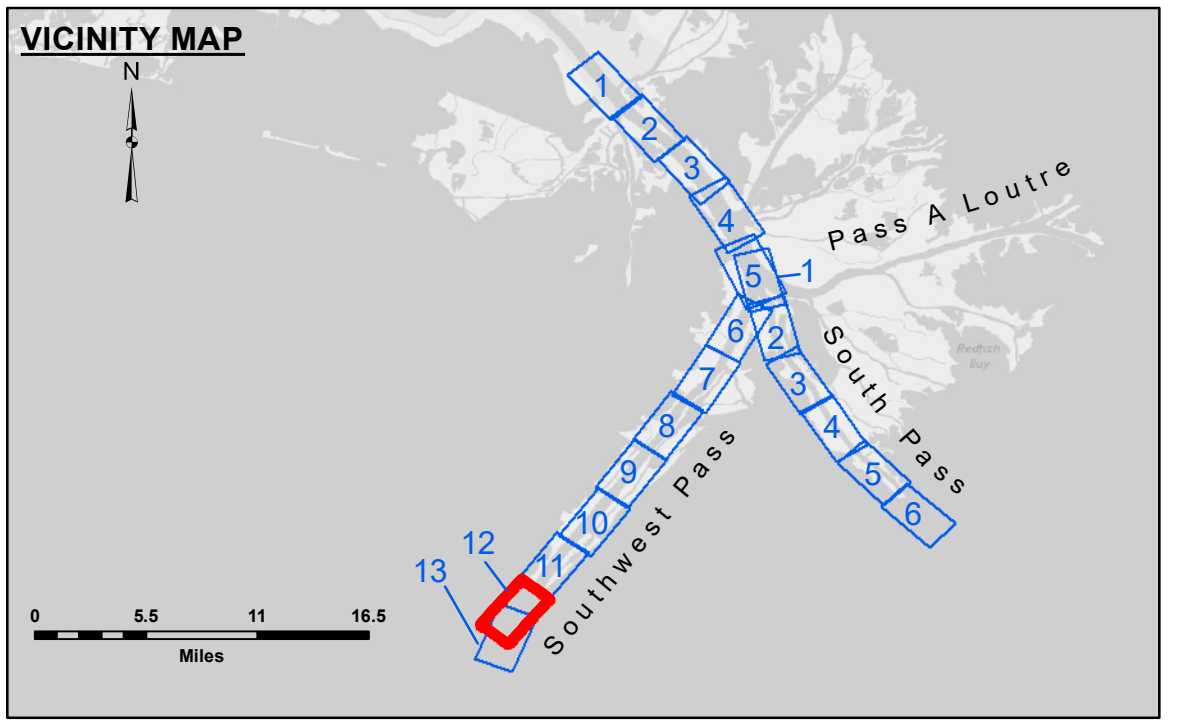 VICINITY MAP
N
1
2
3
4
5
1
Pass A Loutre
6
2
Redfish
Bay
7
3
South Pass
8
4
9
5
10
6
11
12
13
Southwest Pass
0 5.5 11 16.5
Miles